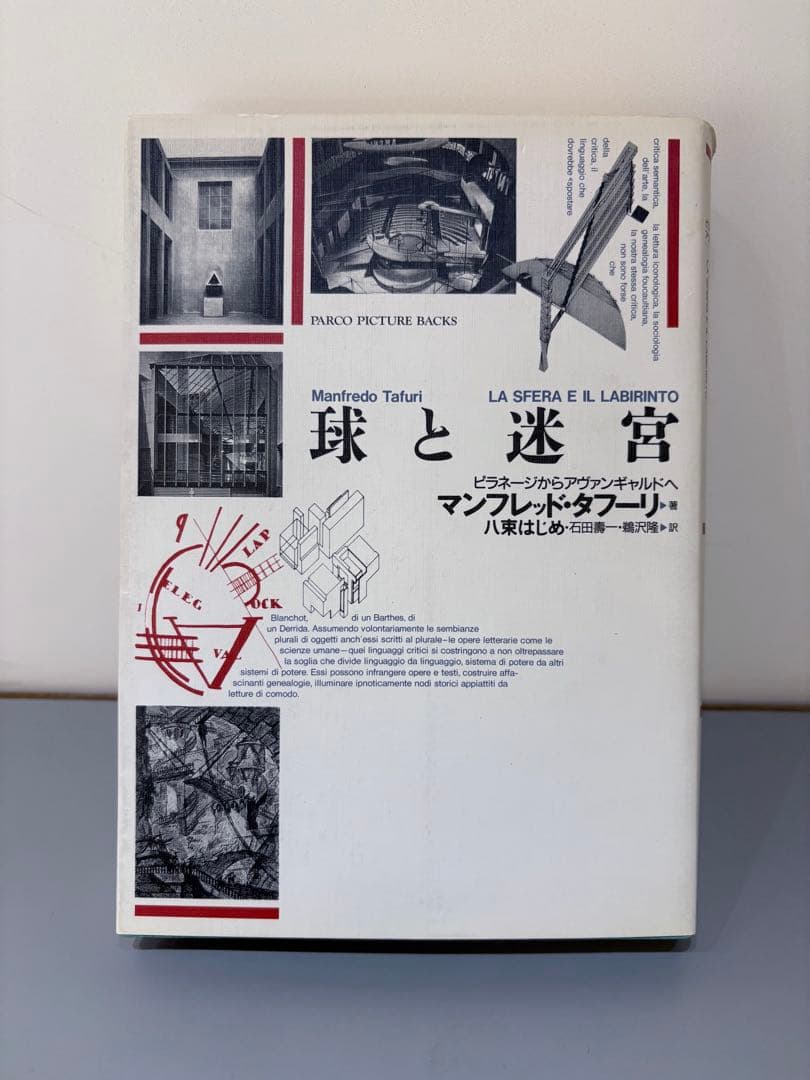 critica semantica, la lettura iconologica, la sociologia
dell'arte, la genealogia foucaultiana,
la nostra stessa critica,
non sono forse
che
della
critica, il
linguaggio che
dovrebbe «spostare
PARCO PICTURE BACKS
Manfredo Tafuri LA SFERA E IL LABIRINTO
球と迷宮
ピラネージからアヴァンギャルドへ
マンフレッド・タフーリ▶著
八束はじめ・石田壽一・鵜沢隆▶訳
LAP
ELEG
OCK
VAL
Blanchot, di un Barthes, di
un Derrida. Assumendo volontariamente le sembianze
plurali di oggetti anch'essi scritti al plurale–le opere letterarie come le
scienze umane—quei linguaggi critici si costringono a non oltrepassare
la soglia che divide linguaggio da linguaggio, sistema di potere da altri
sistemi di potere. Essi possono infrangere opere e testi, costruire affa-
scinanti genealogie, illuminare ipnoticamente nodi storici appiattiti da
letture di comodo.